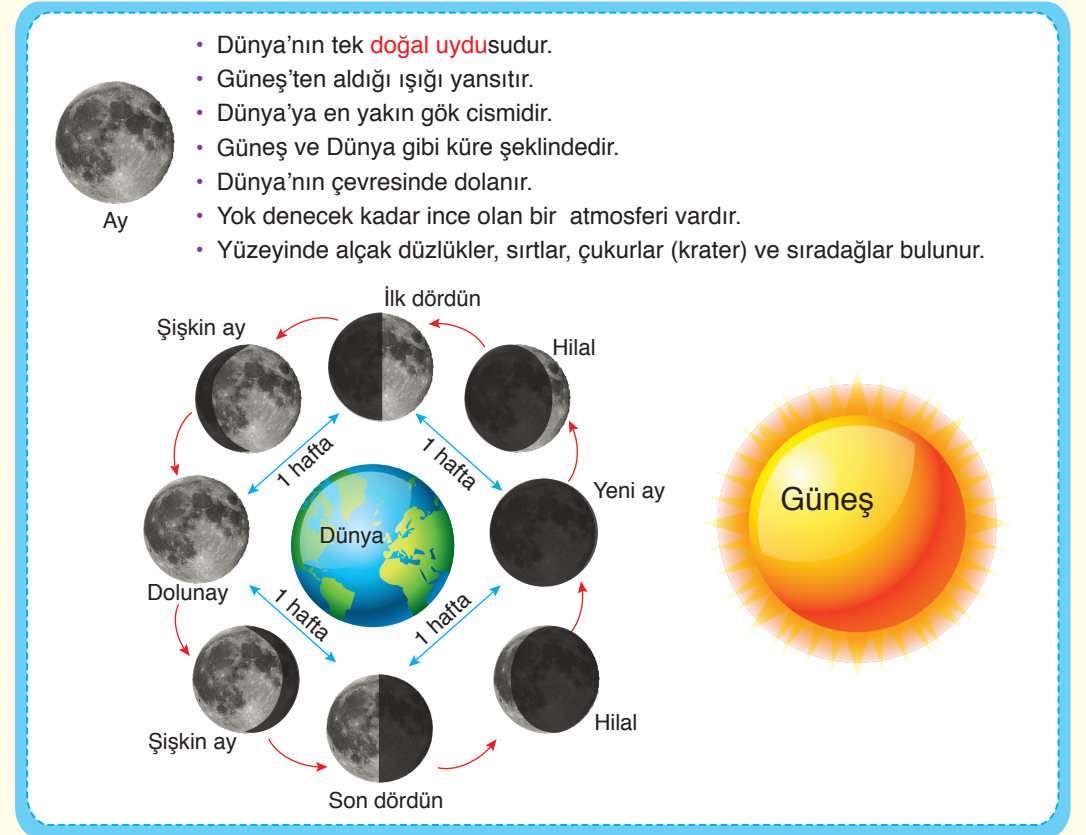 • Dünya'nın tek doğal uydusudur.
• Güneş'ten aldığı ışığı yansıtır.
• Dünya'ya en yakın gök cismidir.
• Güneş ve Dünya gibi küre şeklindedir.
• Dünya'nın çevresinde dolanır.
• Yok denecek kadar ince olan bir atmosferi vardır.
• Yüzeyinde alçak düzlükler, sırtlar, çukurlar (krater) ve sıradağlar bulunur.
Ay
İlk dördün
Şişkin ay
Hilal
1 hafta
1 hafta
Yeni ay
Güneş
Dünya
Dolunay
1 hafta
1 hafta
Hilal
Şişkin ay
Son dördün